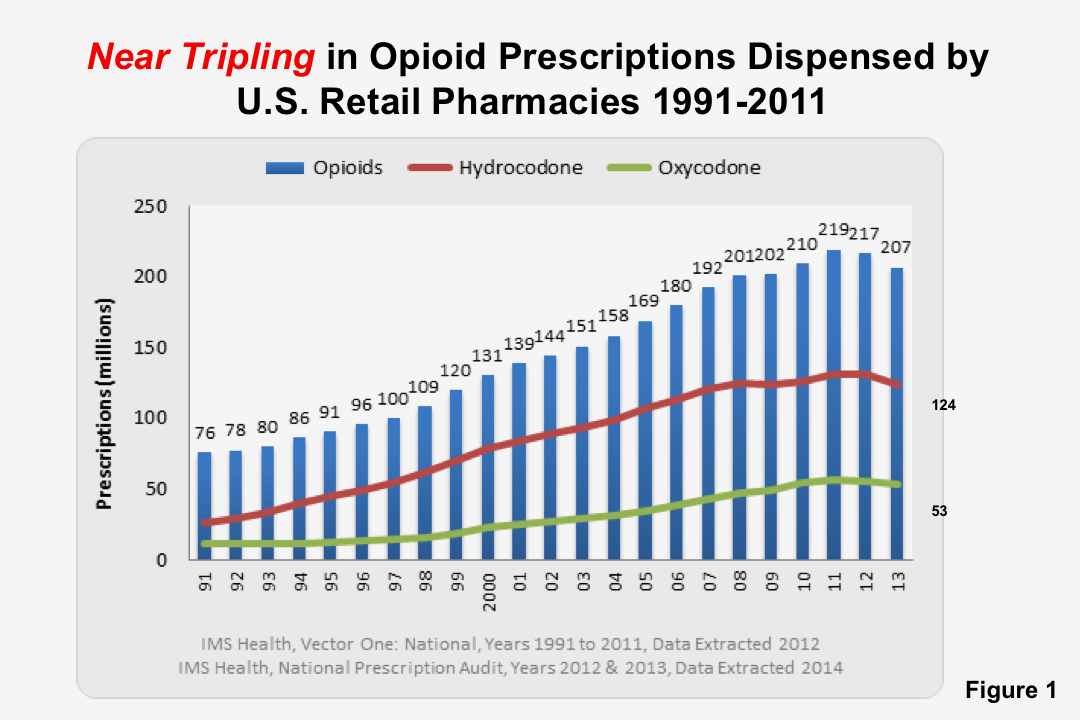 Near Tripling in Opioid Prescriptions Dispensed by
U.S. Retail Pharmacies 1991-2011
Opioids Hydrocodone Oxycodone
Prescriptions (millions)
250
200
150
100
50
0
76 78 80 86 91 96 100 109 120 131 139 144 151 158 169 180 192 201 202 210 219 217 207
124
53
91 92 93 94 95 96 97 98 99 2000 01 02 03 04 05 06 07 08 09 10 11 12 13
IMS Health, Vector One: National, Years 1991 to 2011, Data Extracted 2012
IMS Health, National Prescription Audit, Years 2012 & 2013, Data Extracted 2014
Figure 1